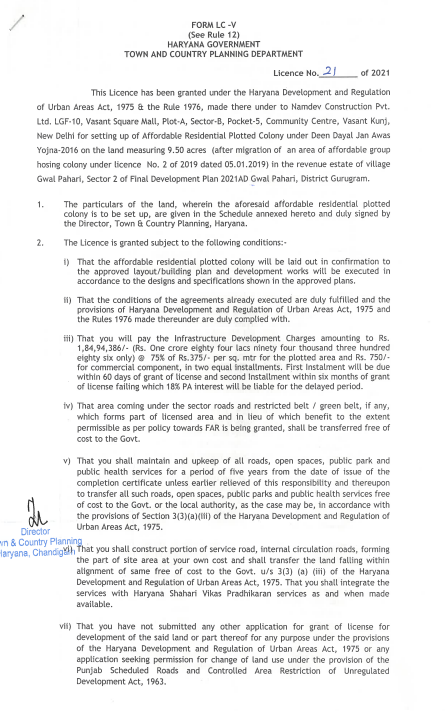 FORM LC -V
(See Rule 12)
HARYANA GOVERNMENT
TOWN AND COUNTRY PLANNING DEPARTMENT
Licence No. 21 of 2021
This Licence has been granted under the Haryana Development and Regulation
of Urban Areas Act, 1975 & the Rule 1976, made there under to Namdev Construction Pvt.
Ltd. LGF-10, Vasant Square Mall, Plot-A, Sector-B, Pocket-5, Community Centre, Vasant Kunj,
New Delhi for setting up of Affordable Residential Plotted Colony under Deen Dayal Jan Awas
Yojna-2016 on the land measuring 9.50 acres (after migration of an area of affordable group
hosing colony under licence No. 2 of 2019 dated 05.01.2019) in the revenue estate of village
Gwal Pahari, Sector 2 of Final Development Plan 2021AD Gwal Pahari, District Gurugram.
1. The particulars of the land, wherein the aforesaid affordable residential plotted
colony is to be set up, are given in the Schedule annexed hereto and duly signed by
the Director, Town & Country Planning, Haryana.
2. The Licence is granted subject to the following conditions:-
i) That the affordable residential plotted colony will be laid out in confirmation to
the approved layout/building plan and development works will be executed in
accordance to the designs and specifications shown in the approved plans.
ii) That the conditions of the agreements already executed are duly fulfilled and the
provisions of Haryana Development and Regulation of Urban Areas Act, 1975 and
the Rules 1976 made thereunder are duly complied with.
iii) That you will pay the Infrastructure Development Charges amounting to Rs.
1,84,94,386/- (Rs. One crore eighty four lacs ninety four thousand three hundred
eighty six only) @ 75% of Rs.375/- per sq. mtr for the plotted area and Rs. 750/-
for commercial component, in two equal installments. First Instalment will be due
within 60 days of grant of license and second Installment within six months of grant
of license failing which 18% PA interest will be liable for the delayed period.
iv) That area coming under the sector roads and restricted belt / green belt, if any,
which forms part of licensed area and in lieu of which benefit to the extent
permissible as per policy towards FAR is being granted, shall be transferred free of
cost to the Govt.
v) That you shall maintain and upkeep of all roads, open spaces, public park and
public health services for a period of five years from the date of issue of the
completion certificate unless earlier relieved of this responsibility and thereupon
to transfer all such roads, open spaces, public parks and public health services free
of cost to the Govt. or the local authority, as the case may be, in accordance with
the provisions of Section 3(3)(a)(iii) of the Haryana Development and Regulation of
Urban Areas Act, 1975.
Director
wn & Country Planning
Haryana, Chandigarh
vi) That you shall construct portion of service road, internal circulation roads, forming
the part of site area at your own cost and shall transfer the land falling within
alignment of same free of cost to the Govt. u/s 3(3) (a) (iii) of the Haryana
Development and Regulation of Urban Areas Act, 1975. That you shall integrate the
services with Haryana Shahari Vikas Pradhikaran services as and when made
available.
vii) That you have not submitted any other application for grant of license for
development of the said land or part thereof for any purpose under the provisions
of the Haryana Development and Regulation of Urban Areas Act, 1975 or any
application seeking permission for change of land use under the provision of the
Punjab Scheduled Roads and Controlled Area Restriction of Unregulated
Development Act, 1963.